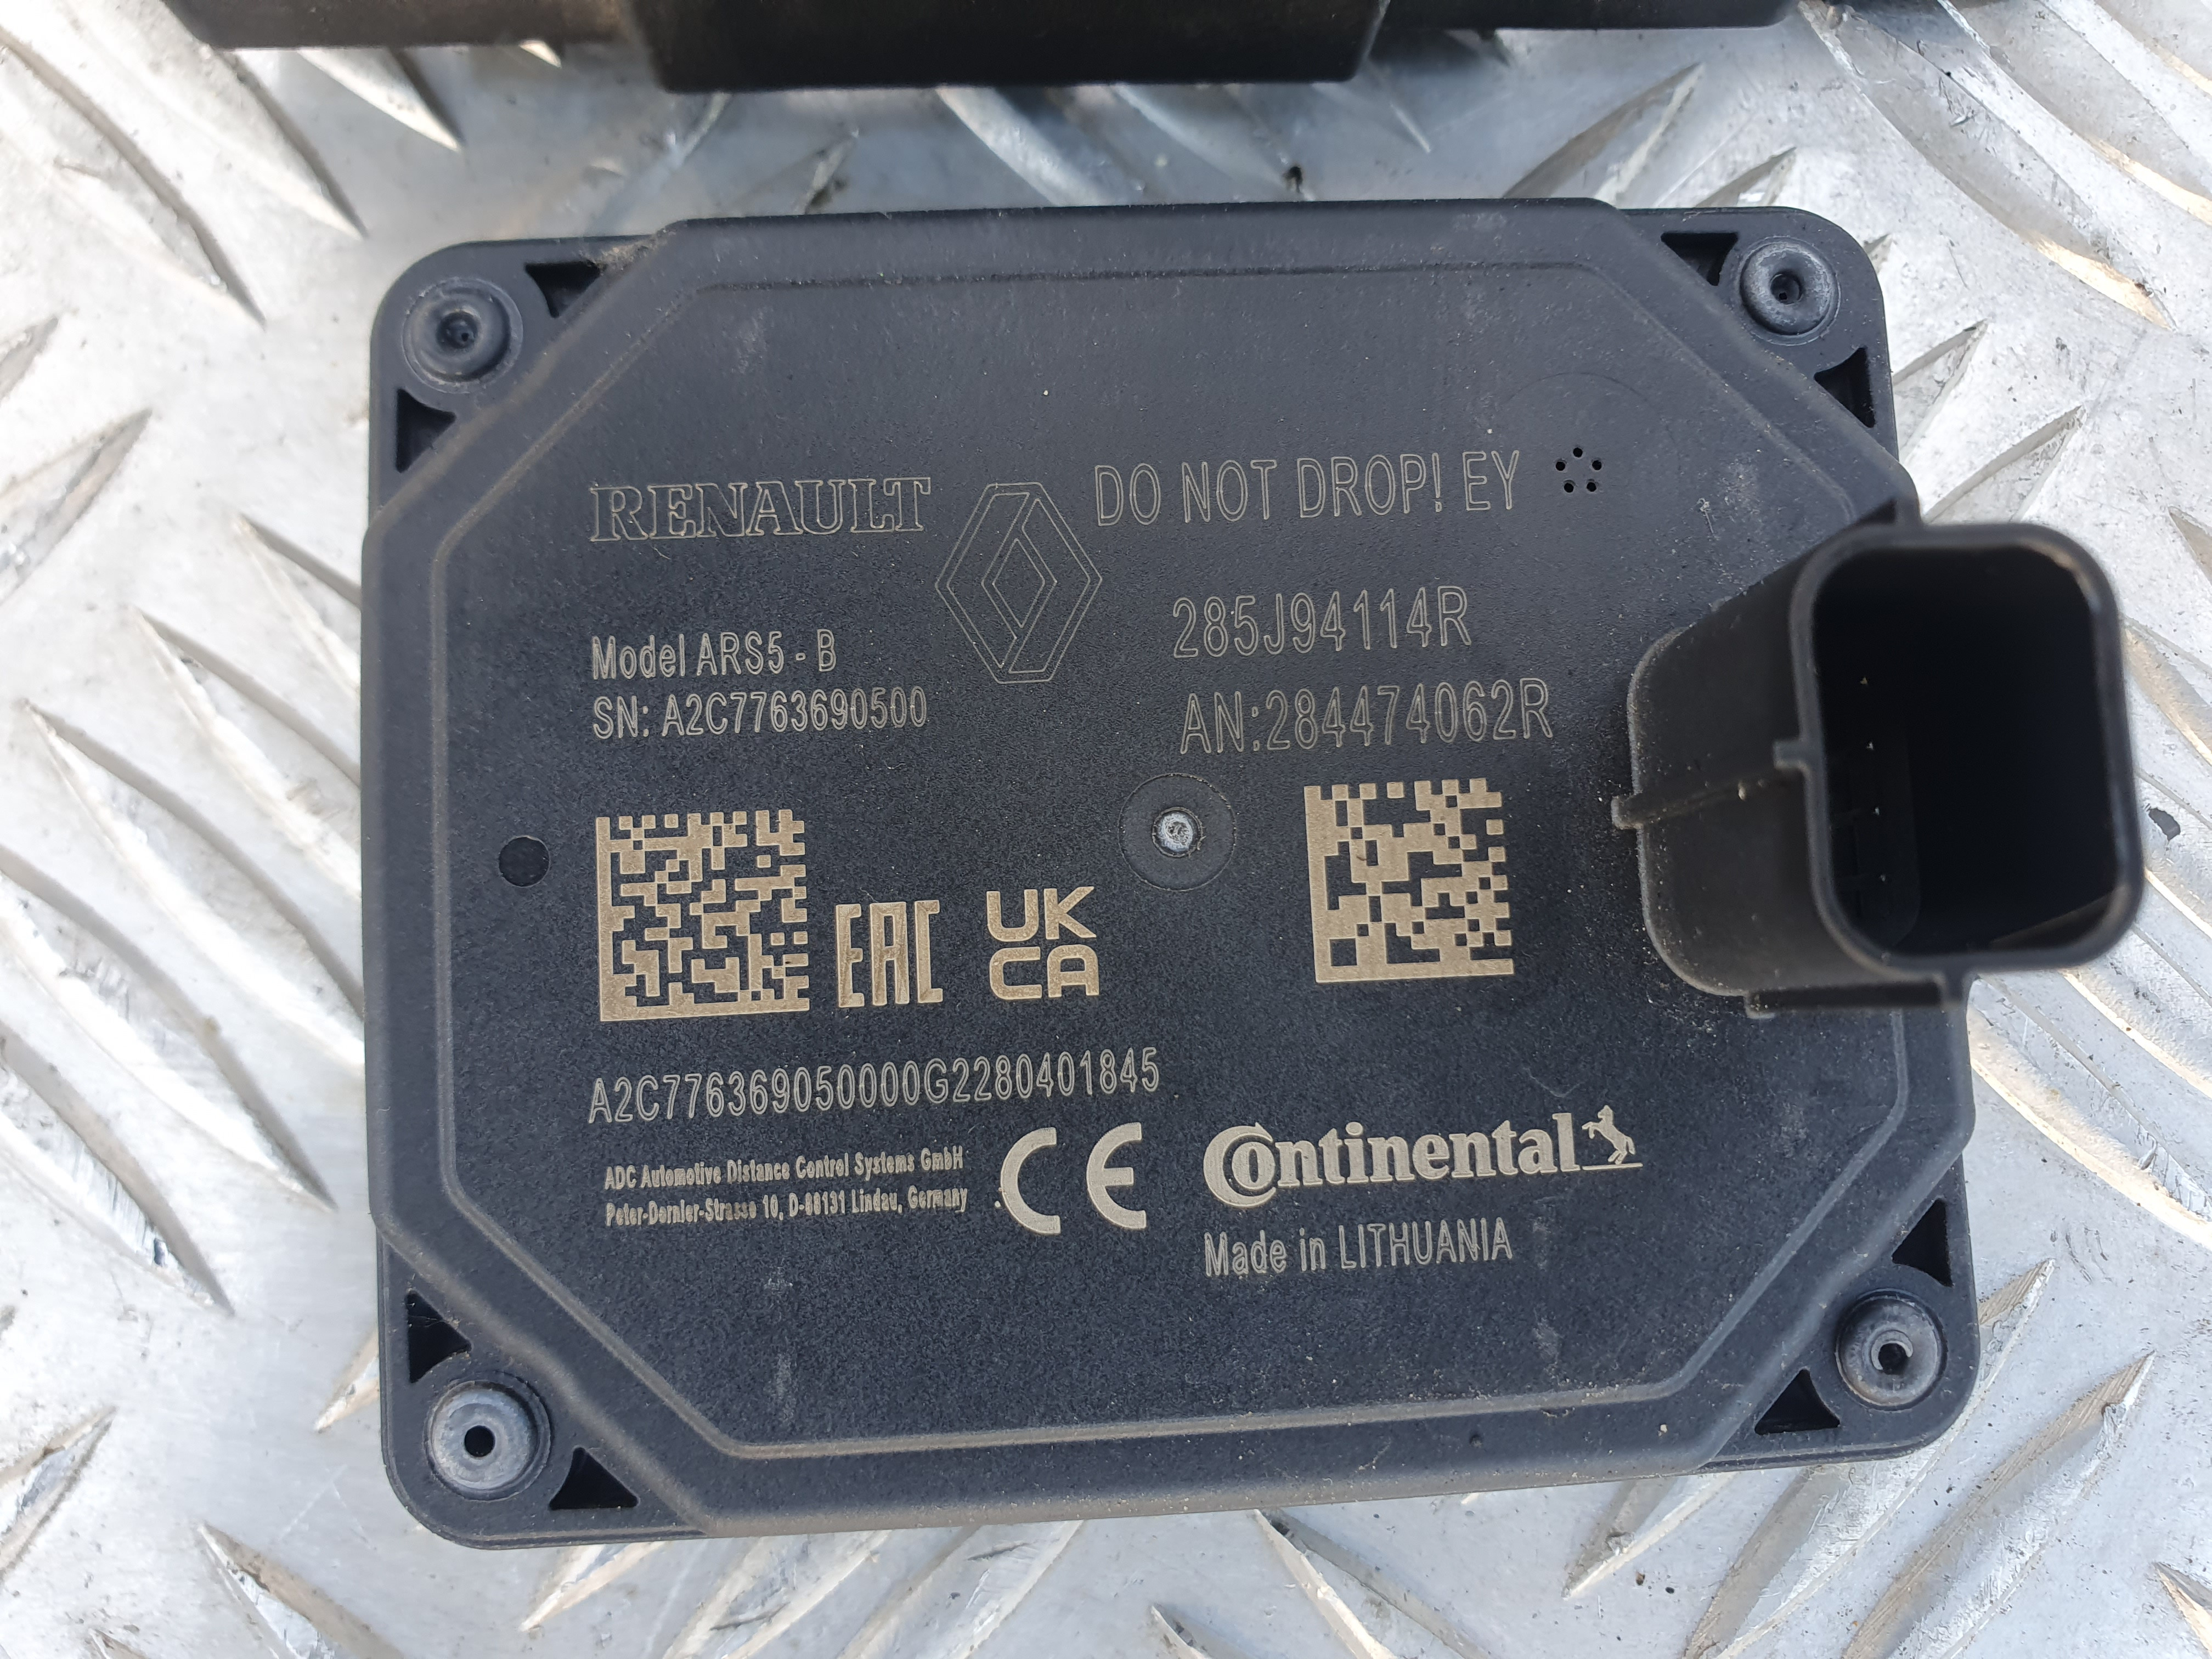 RENAULT
DO NOT DROP! EY
Model ARS5 - B
SN: A2C7763690500
285J94114R
AN:284474062R
EAC
UK
CA
A2C776369050000G2280401845
ADC Automotive Distance Control Systems GmbH
Peter-Dornier-Strasse 10, D-88131 Lindau, Germany
CE
Continental
Made in LITHUANIA